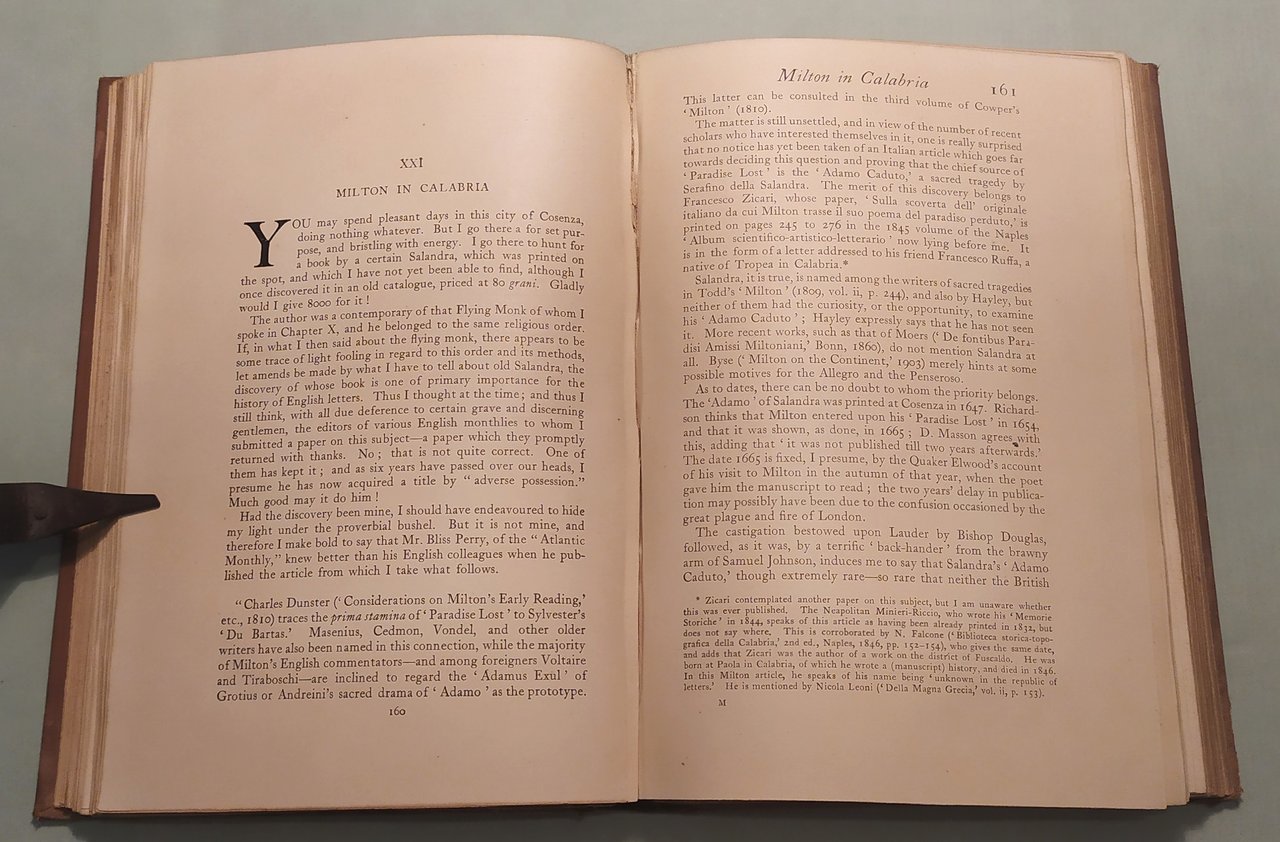 XXI
MILTON IN CALABRIA
YOU may spend pleasant days in this city of Cosenza,
doing nothing whatever. But I go there a for set pur-
pose, and bristling with energy. I go there to hunt for
a book by a certain Salandra, which was printed on
the spot, and which I have not yet been able to find, although I
once discovered it in an old catalogue, priced at 80 grani. Gladly
would I give 8000 for it !
The author was a contemporary of that Flying Monk of whom I
spoke in Chapter X, and he belonged to the same religious order.
If, in what I then said about the flying monk, there appears to be
some trace of light fooling in regard to this order and its methods,
let amends be made by what I have to tell about old Salandra, the
discovery of whose book is one of primary importance for the
history of English letters. Thus I thought at the time; and thus I
still think, with all due deference to certain grave and discerning
gentlemen, the editors of various English monthlies to whom I
submitted a paper on this subject—a paper which they promptly
returned with thanks. No; that is not quite correct. One of
them has kept it; and as six years have passed over our heads, I
presume he has now acquired a title by “ adverse possession.”
Much good may it do him !
Had the discovery been mine, I should have endeavoured to hide
my light under the proverbial bushel. But it is not mine, and
therefore I make bold to say that Mr. Bliss Perry, of the “ Atlantic
Monthly,” knew better than his English colleagues when he pub-
lished the article from which I take what follows.
“Charles Dunster (‘ Considerations on Milton’s Early Reading,’
etc., 1810) traces the prima stamina of ‘ Paradise Lost ’ to Sylvester’s
‘ Du Bartas.’ Masenius, Cedmon, Vondel, and other older
writers have also been named in this connection, while the majority
of Milton’s English commentators—and among foreigners Voltaire
and Tiraboschi—are inclined to regard the ‘ Adamus Exul ’ of
Grotius or Andreini’s sacred drama of ‘ Adamo ’ as the prototype.
160
Milton in Calabria 161
This latter can be consulted in the third volume of Cowper’s
‘ Milton ’ (1810).
The matter is still unsettled, and in view of the number of recent
scholars who have interested themselves in it, one is really surprised
that no notice has yet been taken of an Italian article which goes far
towards deciding this question and proving that the chief source of
‘ Paradise Lost ’ is the ‘ Adamo Caduto,’ a sacred tragedy by
Serafino della Salandra. The merit of this discovery belongs to
Francesco Zicari, whose paper, ‘ Sulla scoverta dell’ originale
italiano da cui Milton trasse il suo poema del paradiso perduto,’ is
printed on pages 245 to 276 in the 1845 volume of the Naples
‘ Album scientifico-artistico-letterario ’ now lying before me. It
is in the form of a letter addressed to his friend Francesco Ruffa, a
native of Tropea in Calabria.*
Salandra, it is true, is named among the writers of sacred tragedies
in Todd’s ‘ Milton ’ (1809, vol. ii, p. 244), and also by Hayley, but
neither of them had the curiosity, or the opportunity, to examine
his ‘ Adamo Caduto ’ ; Hayley expressly says that he has not seen
it. More recent works, such as that of Moers (‘ De fontibus Para-
disi Amissi Miltoniani,’ Bonn, 1860), do not mention Salandra at
all. Byse (‘ Milton on the Continent,’ 1903) merely hints at some
possible motives for the Allegro and the Penseroso.
As to dates, there can be no doubt to whom the priority belongs.
The ‘Adamo ’ of Salandra was printed at Cosenza in 1647. Richard-
son thinks that Milton entered upon his ‘ Paradise Lost ’ in 1654,
and that it was shown, as done, in 1665 ; D. Masson agrees with
this, adding that ‘ it was not published till two years afterwards.’
The date 1665 is fixed, I presume, by the Quaker Elwood’s account
of his visit to Milton in the autumn of that year, when the poet
gave him the manuscript to read ; the two years’ delay in publica-
tion may possibly have been due to the confusion occasioned by the
great plague and fire of London.
The castigation bestowed upon Lauder by Bishop Douglas,
followed, as it was, by a terrific ‘ back-hander ’ from the brawny
arm of Samuel Johnson, induces me to say that Salandra’s ‘ Adamo
Caduto,’ though extremely rare—so rare that neither the British
* Zicari contemplated another paper on this subject, but I am unaware whether
this was ever published. The Neapolitan Minieri-Riccio, who wrote his ‘ Memorie
Storiche ’ in 1844, speaks of this article as having been already printed in 1832, but
does not say where. This is corroborated by N. Falcone (‘ Biblioteca storica-topo-
grafica della Calabria,’ 2nd ed., Naples, 1846, pp. 152–154), who gives the same date,
and adds that Zicari was the author of a work on the district of Fuscaldo. He was
born at Paola in Calabria, of which he wrote a (manuscript) history, and died in 1846.
In this Milton article, he speaks of his name being ‘ unknown in the republic of
letters.’ He is mentioned by Nicola Leoni (‘ Della Magna Grecia,’ vol. ii, p. 153).
M